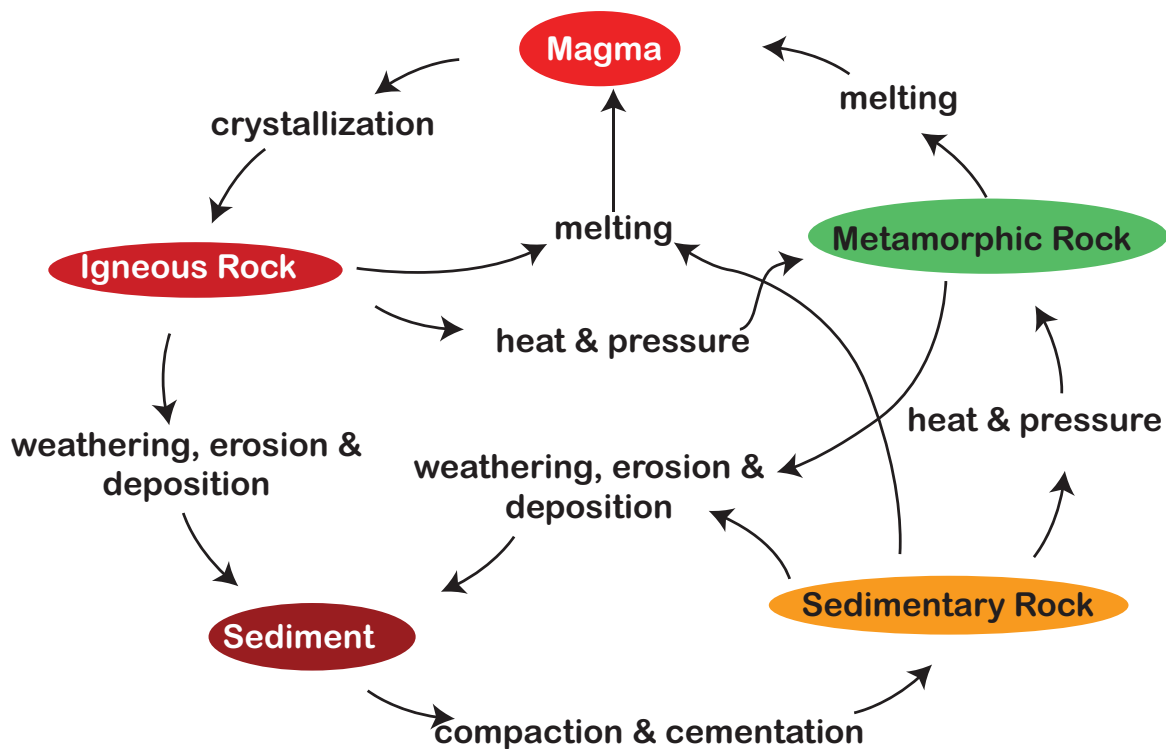 Magma
melting
crystallization
melting
Metamorphic Rock
Igneous Rock
heat & pressure
heat & pressure
weathering, erosion &
deposition
weathering, erosion &
deposition
Sedimentary Rock
Sediment
compaction & cementation